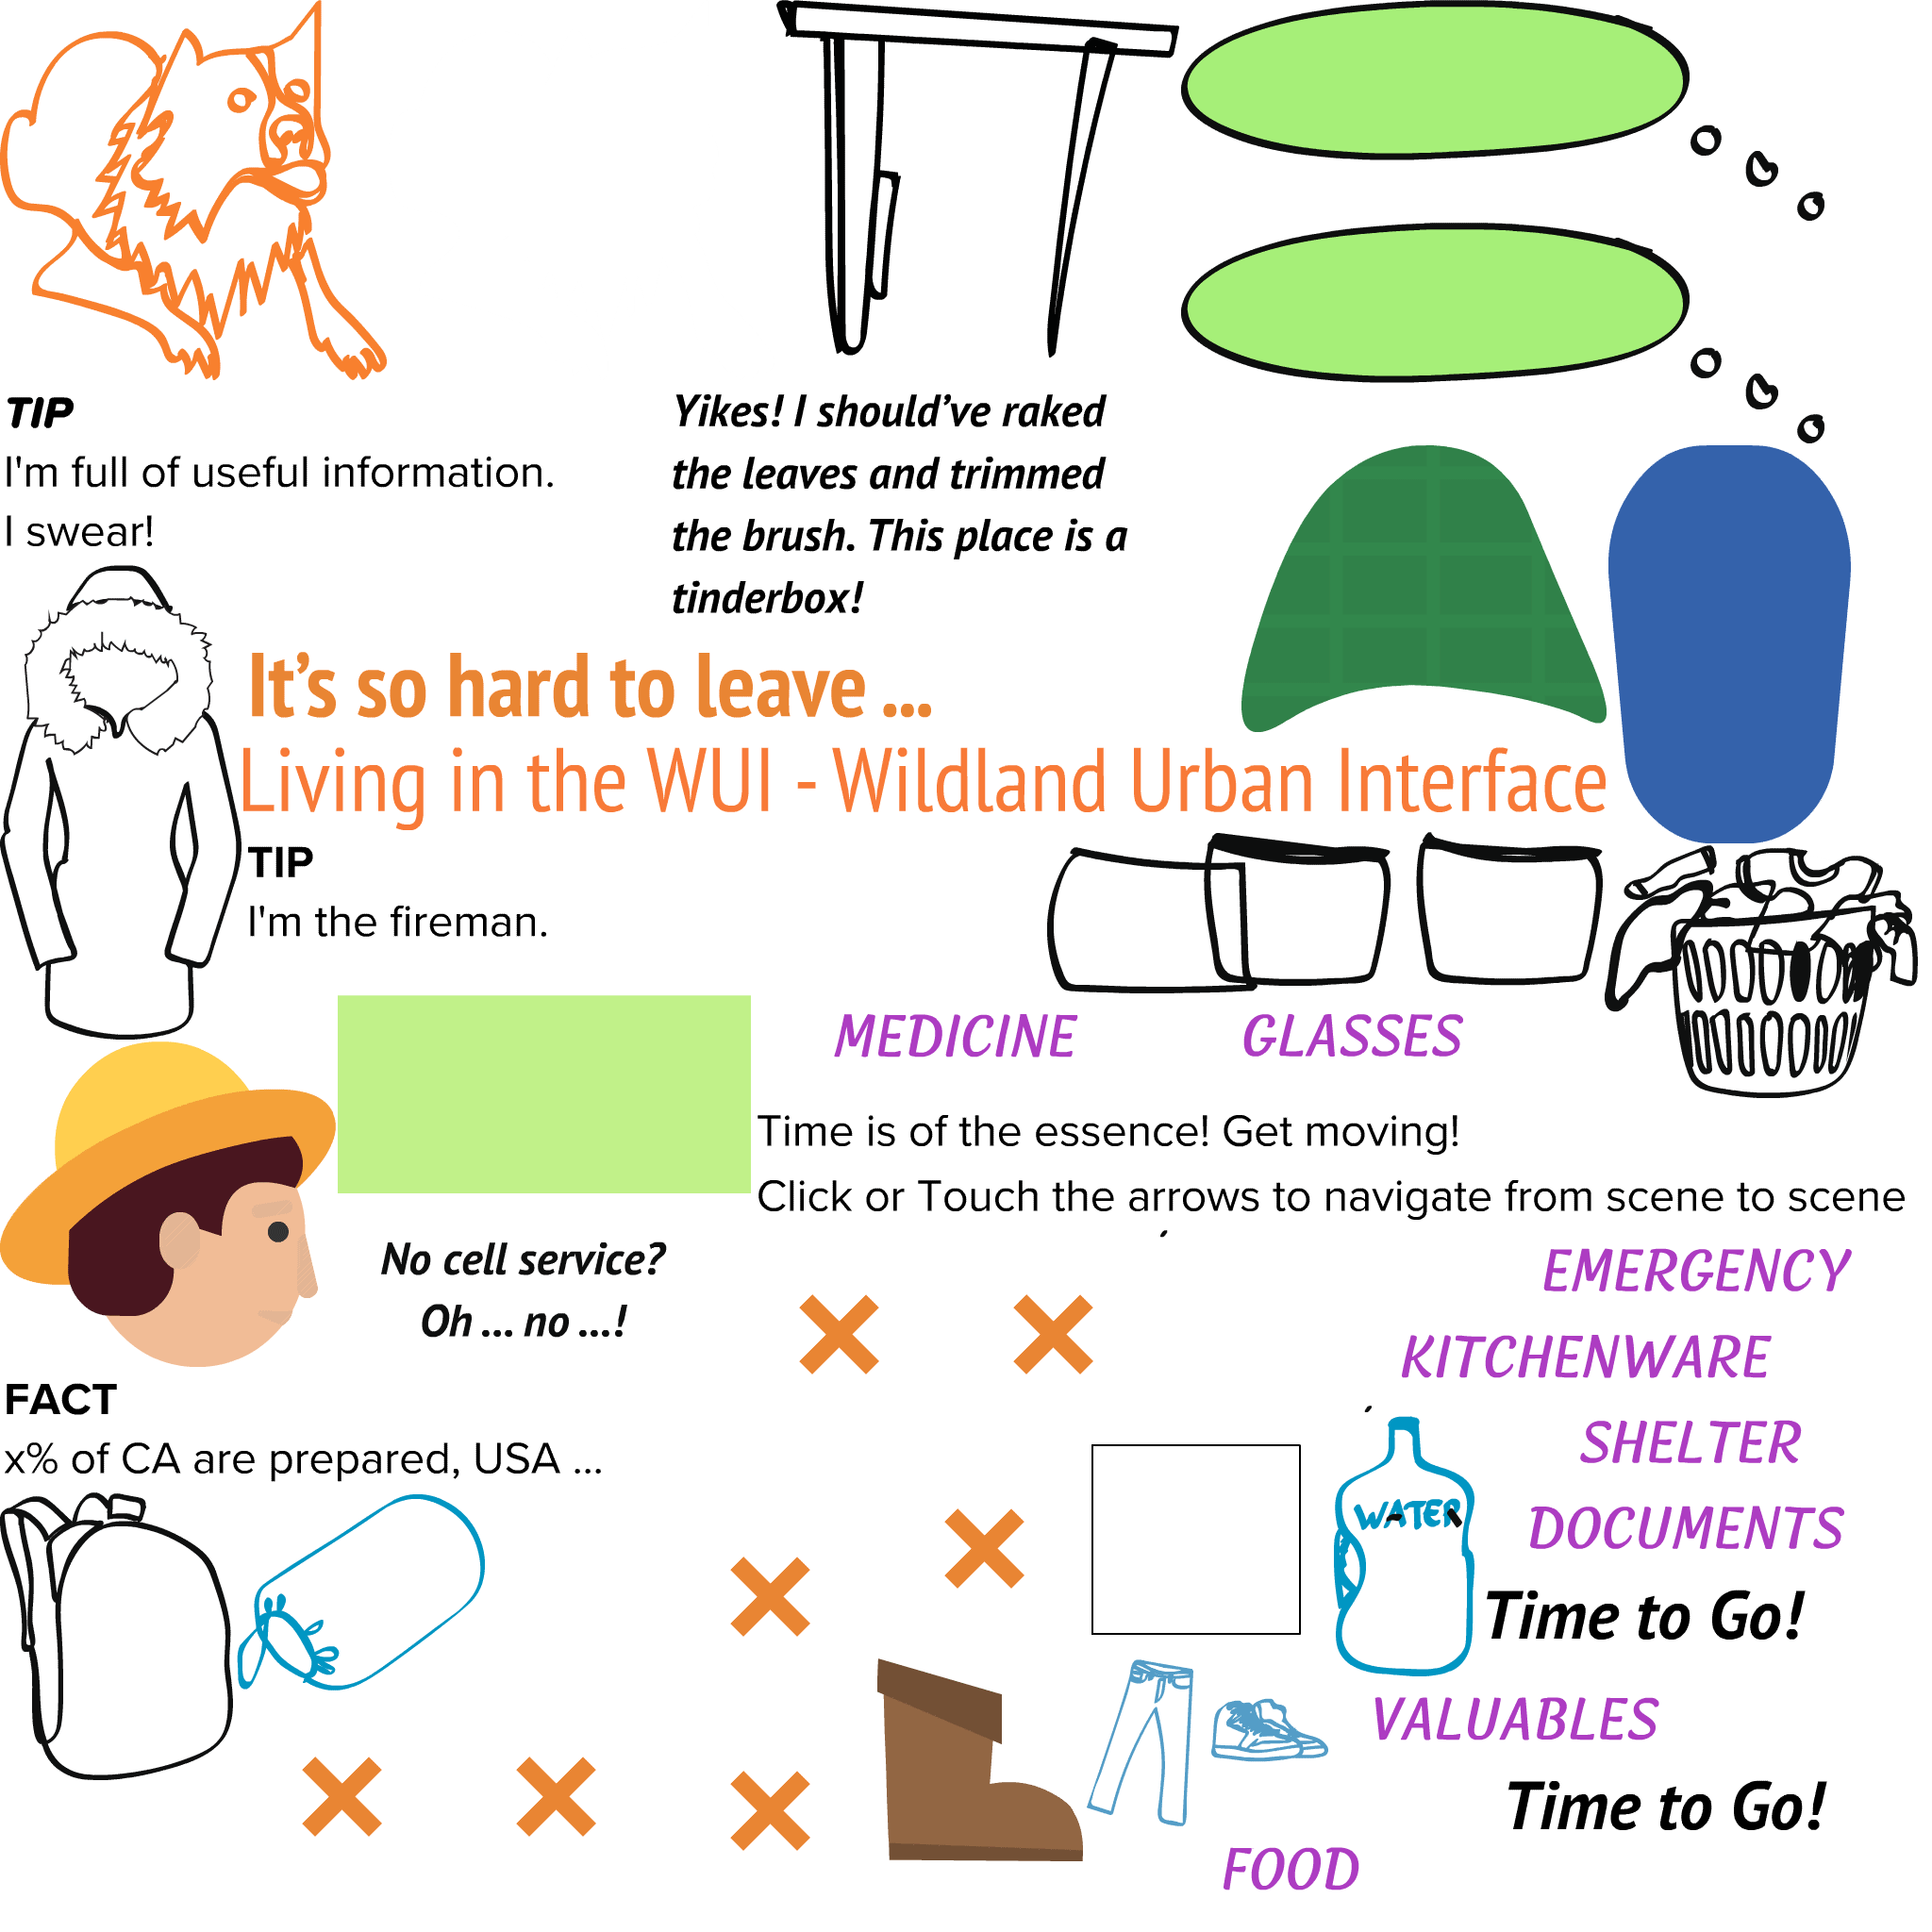 TIP
I'm full of useful information.
I swear!
Yikes! I should’ve raked
the leaves and trimmed
the brush. This place is a
tinderbox!
It’s so hard to leave ...
Living in the WUI - Wildland Urban Interface
TIP
I'm the fireman.
MEDICINE
GLASSES
Time is of the essence! Get moving!
Click or Touch the arrows to navigate from scene to scene
No cell service?
Oh ... no ...!
EMERGENCY
KITCHENWARE
SHELTER
DOCUMENTS
FACT
x% of CA are prepared, USA ...
WATER
Time to Go!
VALUABLES
Time to Go!
FOOD